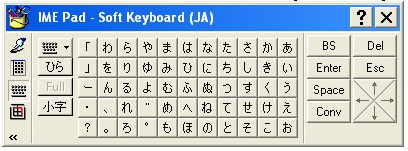 IME Pad - Soft Keyboard (JA)
「 わ ら や ま は な た さ か あ BS Del
ひら 」 を り ゆ み ひ に ち し き い Enter Esc
Full ー ん る よ む ふ ぬ つ す く う Space
小字 ・ 、 れ ゛ め へ ね て せ け え Conv
? 。 ろ ゜ も ほ の と そ こ お